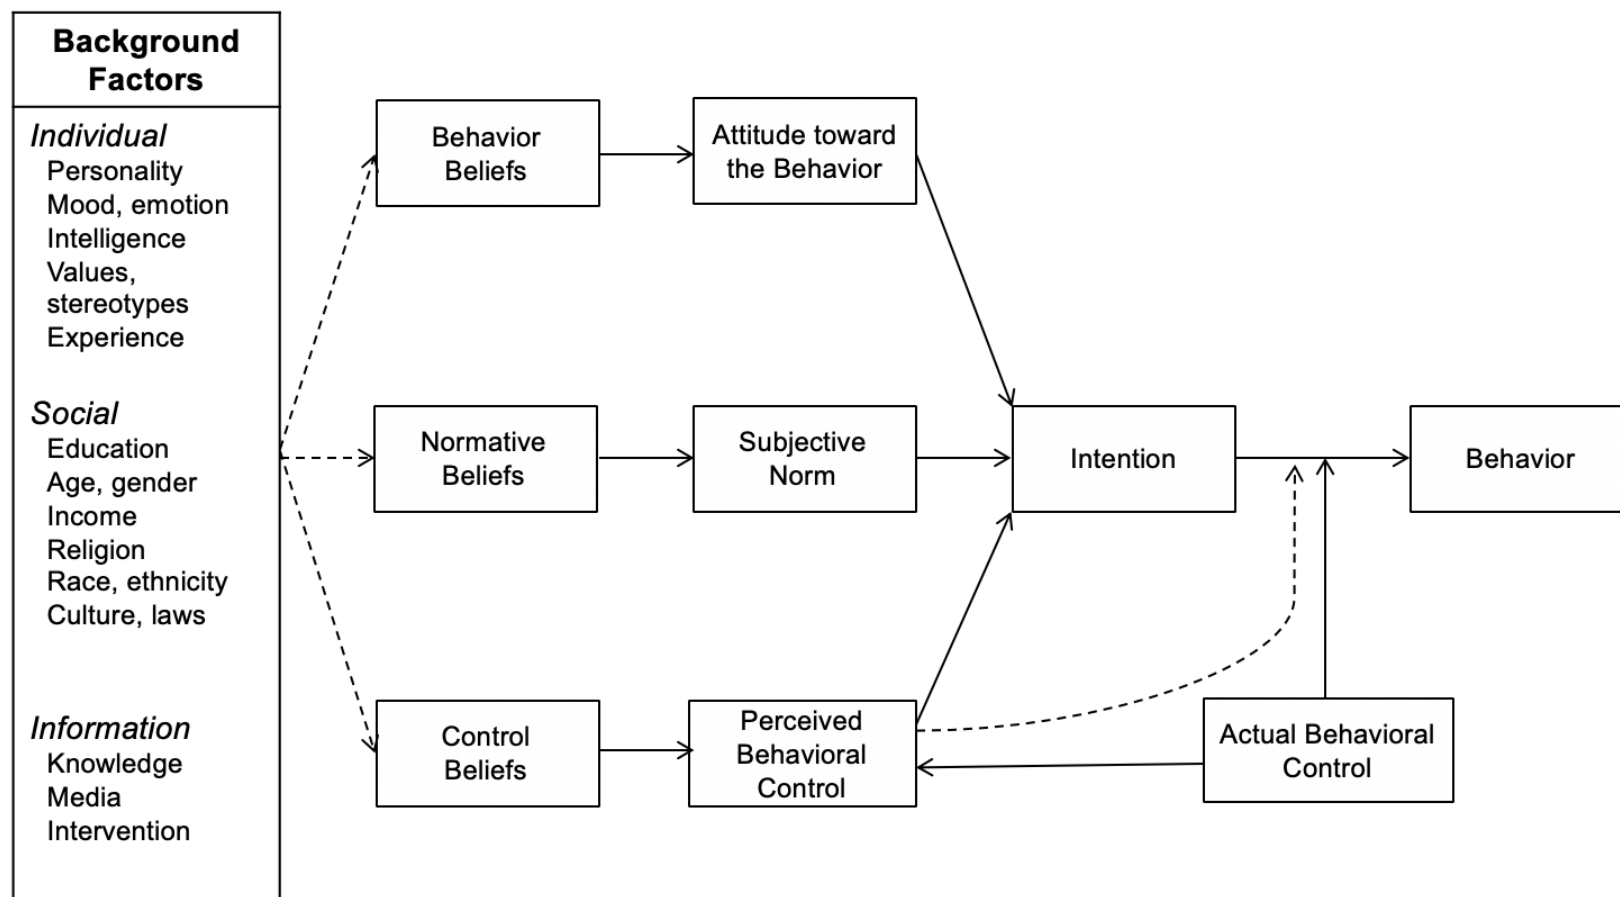 Background
Factors
Individual
Personality
Mood, emotion
Intelligence
Values,
stereotypes
Experience
Social
Education
Age, gender
Income
Religion
Race, ethnicity
Culture, laws
Information
Knowledge
Media
Intervention
Behavior
Beliefs
Attitude toward
the Behavior
Normative
Beliefs
Subjective
Norm
Intention
Behavior
Control
Beliefs
Perceived
Behavioral
Control
Actual Behavioral
Control